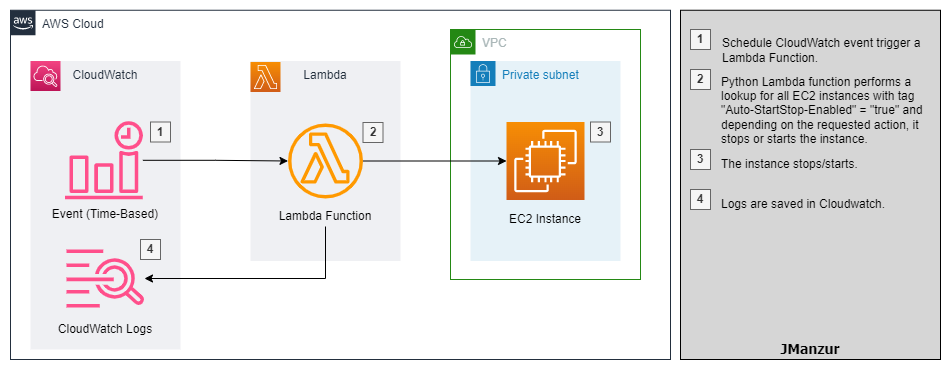 aws
AWS Cloud
VPC
CloudWatch
Lambda
Private subnet
1
2
3
Event (Time-Based)
Lambda Function
EC2 Instance
4
CloudWatch Logs
1
Schedule CloudWatch event trigger a
Lambda Function.
2
Python Lambda function performs a
lookup for all EC2 instances with tag
"Auto-StartStop-Enabled" = "true" and
depending on the requested action, it
stops or starts the instance.
3
The instance stops/starts.
4
Logs are saved in Cloudwatch.
JManzur